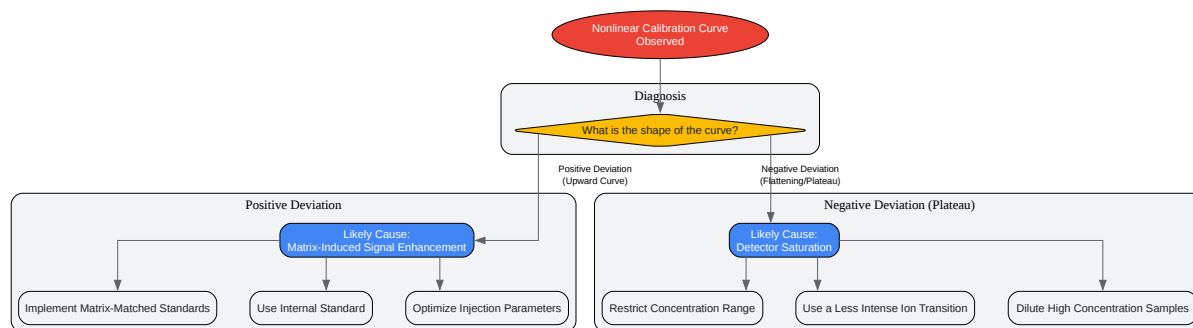 Nonlinear Calibration Curve
Observed
Diagnosis
What is the shape of the curve?
Positive Deviation
(Upward Curve)
Negative Deviation
(Flattening/Plateau)
Positive Deviation
Likely Cause:
Matrix-Induced Signal Enhancement
Implement Matrix-Matched Standards
Use Internal Standard
Optimize Injection Parameters
Negative Deviation (Plateau)
Likely Cause:
Detector Saturation
Restrict Concentration Range
Use a Less Intense Ion Transition
Dilute High Concentration Samples